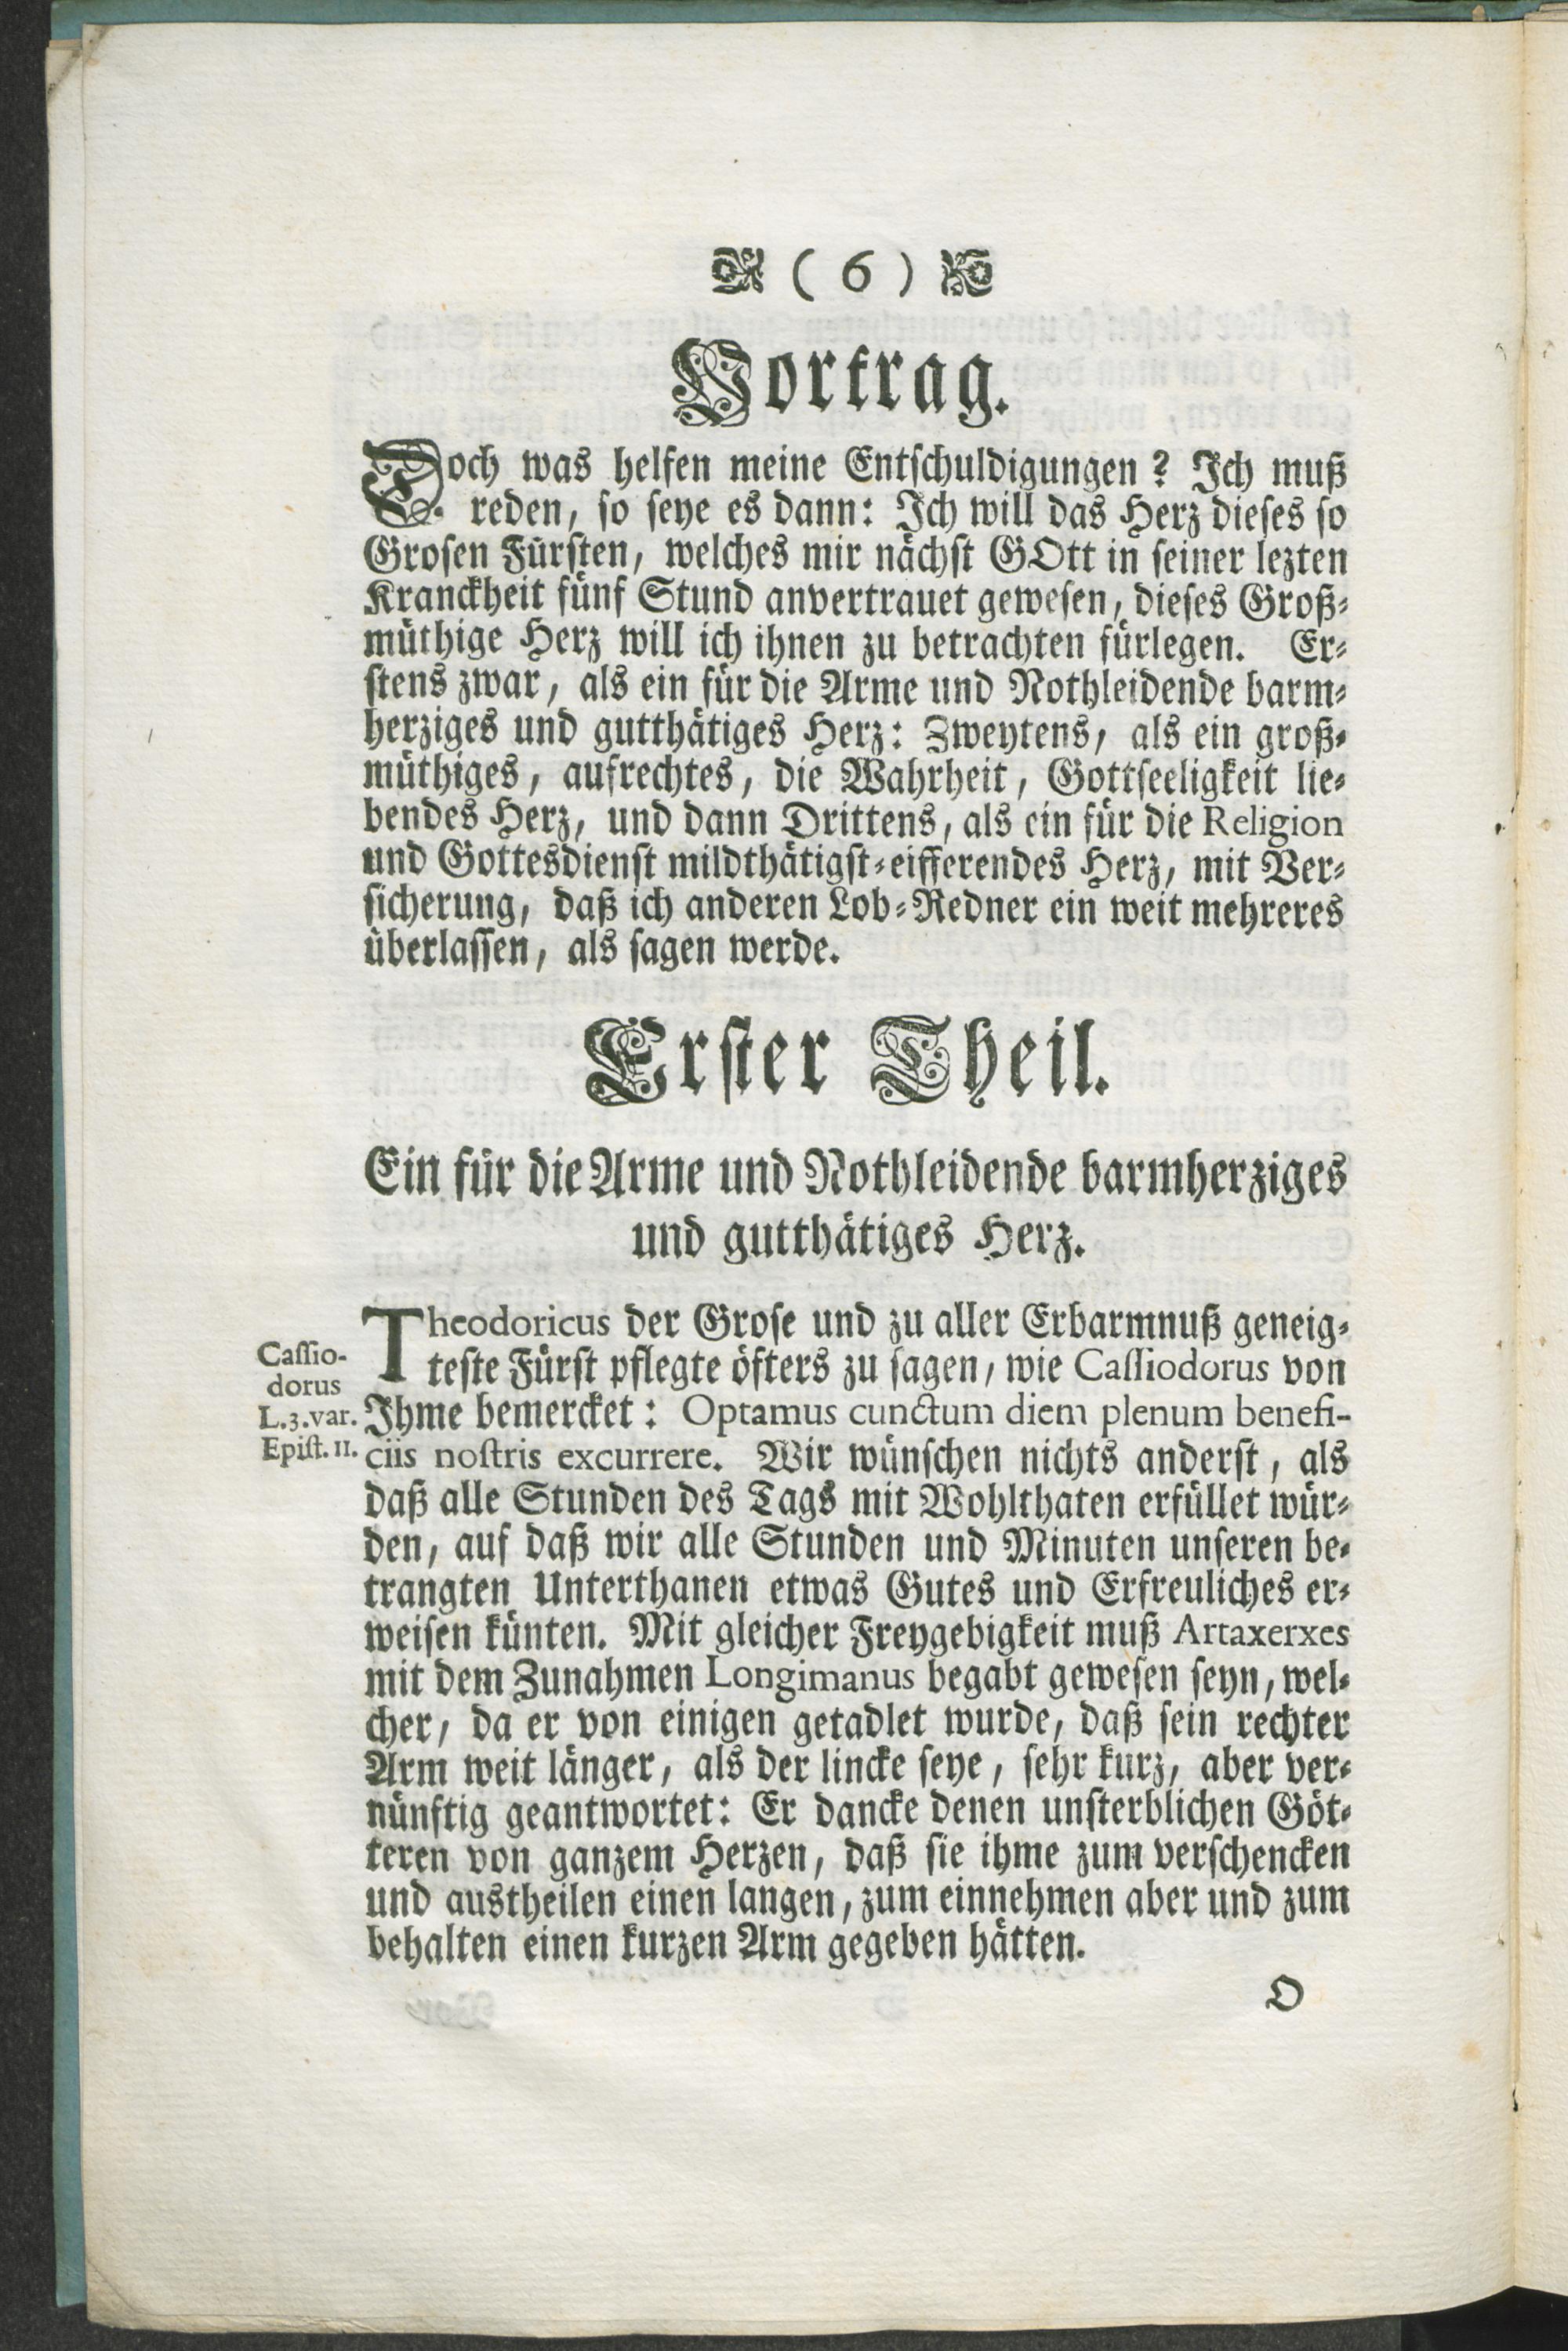 ( 6 )
Vortrag.
Doch was helfen meine Entschuldigungen? Ich muß
reden, so seye es dann: Ich will das Herz dieses so
Grosen Fürsten, welches mir nächst GOtt in seiner lezten
Kranckheit fünf Stund anvertrauet gewesen, dieses Groß-
müthige Herz will ich ihnen zu betrachten fürlegen. Er-
stens zwar, als ein für die Arme und Nothleidende barm-
herziges und gutthätiges Herz: Zweytens, als ein groß-
müthiges, aufrechtes, die Wahrheit, Gottseeligkeit lie-
bendes Herz, und dann Drittens, als ein für die Religion
und Gottesdienst mildthätigst-eifferendes Herz, mit Ver-
sicherung, daß ich anderen Lob-Redner ein weit mehreres
überlassen, als sagen werde.
Erster Theil.
Ein für die Arme und Nothleidende barmherziges
und gutthätiges Herz.
Cassio-
dorus
L.3.var.
Epist. II.
Theodoricus der Grose und zu aller Erbarmnuß geneig-
teste Fürst pflegte öfters zu sagen, wie Cassiodorus von
Ihme bemercket: Optamus cunctum diem plenum benefi-
ciis nostris excurrere. Wir wünschen nichts anderst, als
daß alle Stunden des Tags mit Wohlthaten erfüllet wür-
den, auf daß wir alle Stunden und Minuten unseren be-
trangten Unterthanen etwas Gutes und Erfreuliches er-
weisen künten. Mit gleicher Freygebigkeit muß Artaxerxes
mit dem Zunahmen Longimanus begabt gewesen seyn, wel-
cher, da er von einigen getadlet wurde, daß sein rechter
Arm weit länger, als der lincke seye, sehr kurz, aber ver-
nünftig geantwortet: Er dancke denen unsterblichen Göt-
teren von ganzem Herzen, daß sie ihme zum verschencken
und austheilen einen langen, zum einnehmen aber und zum
behalten einen kurzen Arm gegeben hätten.
O